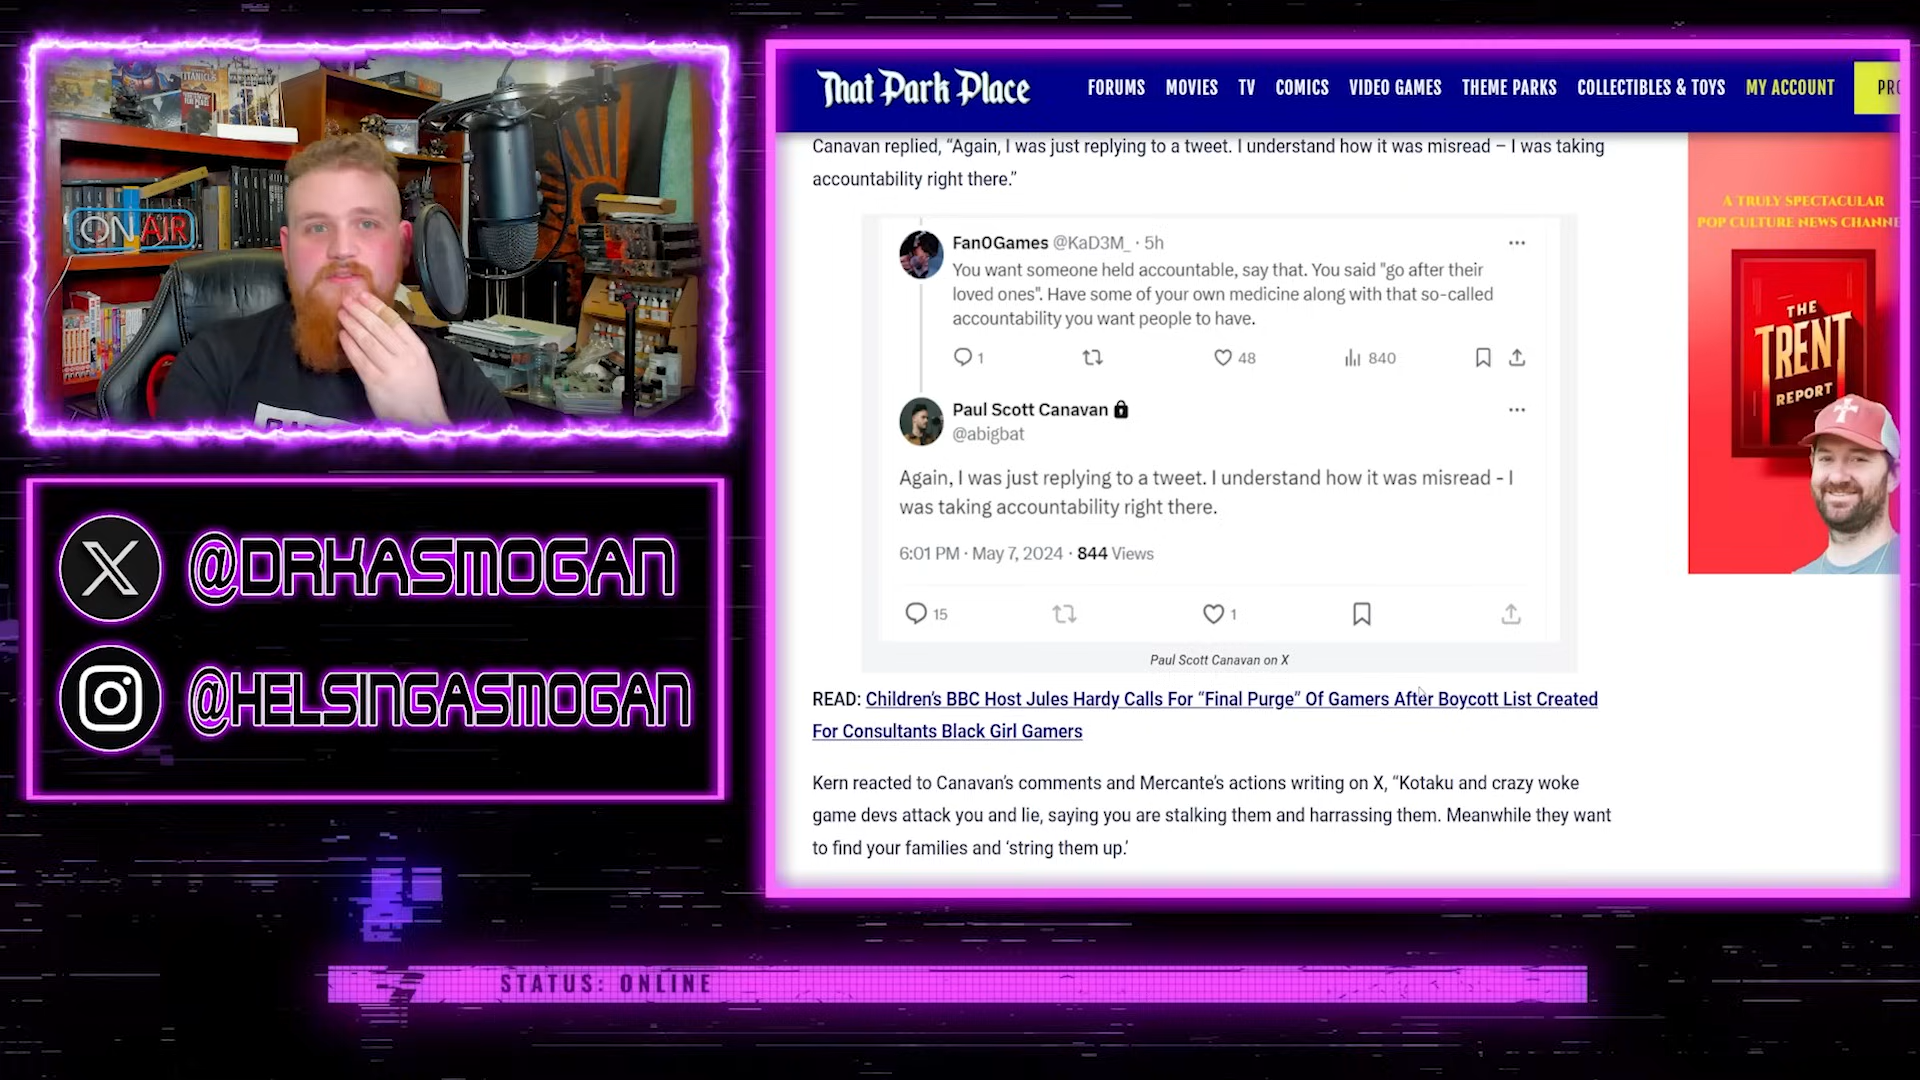 TITANICUS
ON AIR
@DRKASMOGAN
@HELSINGASMOGAN
STATUS: ONLINE
That Park Place
FORUMS MOVIES TV COMICS VIDEO GAMES THEME PARKS COLLECTIBLES & TOYS MY ACCOUNT
Canavan replied, “Again, I was just replying to a tweet. I understand how it was misread – I was taking
accountability right there.”
FanOGames @KaD3M_ · 5h
You want someone held accountable, say that. You said "go after their
loved ones". Have some of your own medicine along with that so-called
accountability you want people to have.
1 48 840
Paul Scott Canavan
@abigbat
Again, I was just replying to a tweet. I understand how it was misread - I
was taking accountability right there.
6:01 PM · May 7, 2024 · 844 Views
15 1
Paul Scott Canavan on X
READ: Children’s BBC Host Jules Hardy Calls For “Final Purge” Of Gamers After Boycott List Created
For Consultants Black Girl Gamers
Kern reacted to Canavan’s comments and Mercante’s actions writing on X, “Kotaku and crazy woke
game devs attack you and lie, saying you are stalking them and harrassing them. Meanwhile they want
to find your families and ‘string them up.’
A TRULY SPECTACULAR
POP CULTURE NEWS
THE
TRENT
REPORT